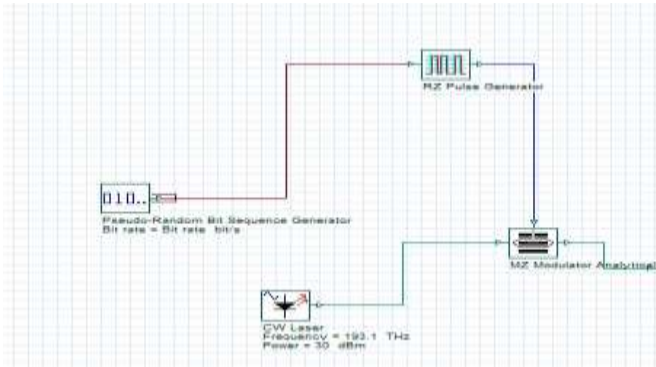 RZ Pulse Generator
010..
Pseudo-Random Bit Sequence Generator
Bit rate = Bit rate bit/s
MZ Modulator Analytical
CW Laser
Frequency = 193.1 THz
Power = 30 dBm